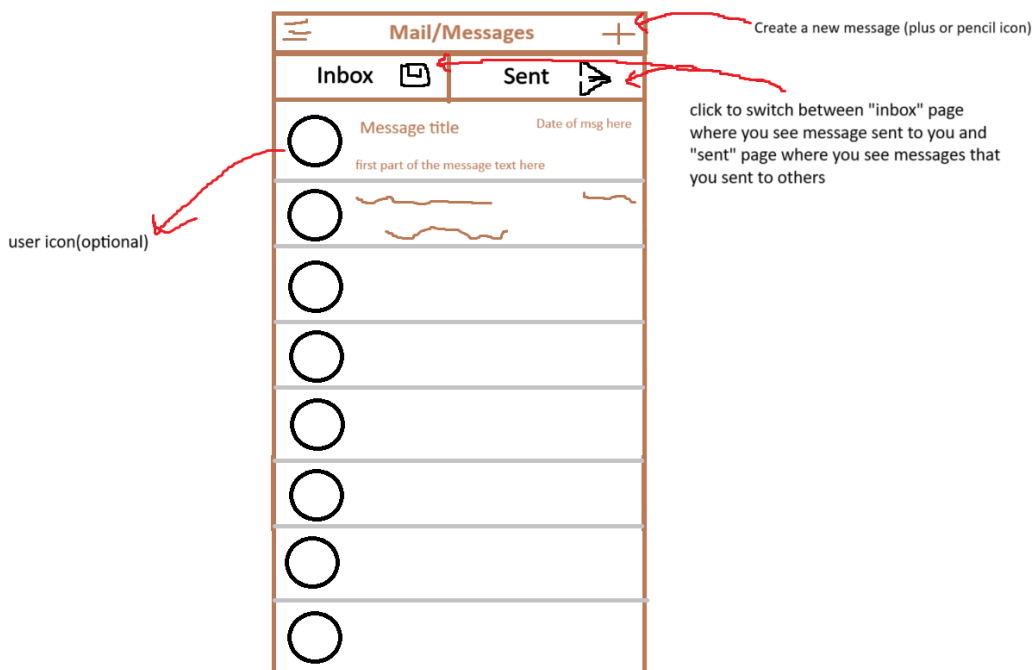 Mail/Messages
Create a new message (plus or pencil icon)
Inbox
Sent
click to switch between "inbox" page
where you see message sent to you and
"sent" page where you see messages that
you sent to others
Message title
Date of msg here
first part of the message text here
user icon(optional)